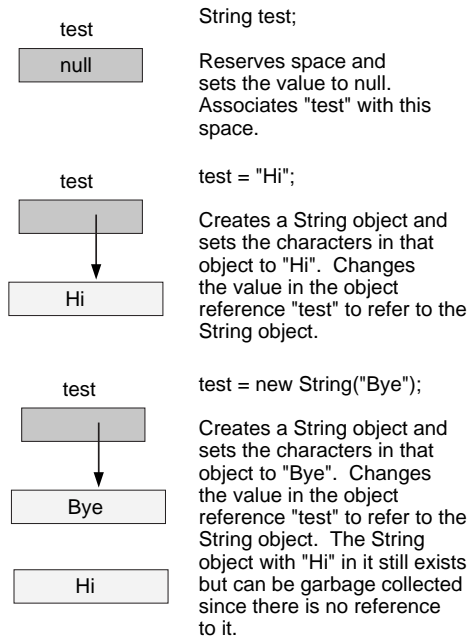 test
null
String test;
Reserves space and
sets the value to null.
Associates "test" with this
space.
test
Hi
test = "Hi";
Creates a String object and
sets the characters in that
object to "Hi".  Changes
the value in the object
reference "test" to refer to the
String object.
test
Bye
Hi
test = new String("Bye");
Creates a String object and
sets the characters in that
object to "Bye".  Changes
the value in the object
reference "test" to refer to the
String object.  The String
object with "Hi" in it still exists
but can be garbage collected
since there is no reference
to it.